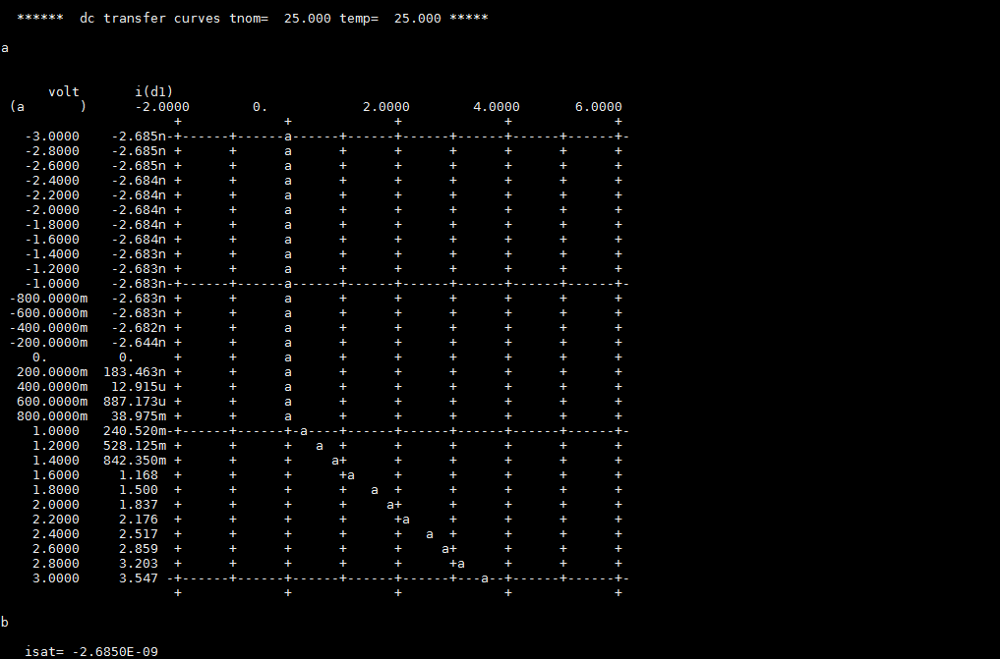 ****** dc transfer curves tnom= 25.000 temp= 25.000 *****
a
volt i(d1)
(a ) -2.0000 0. 2.0000 4.0000 6.0000
+ + + + +
-3.0000 -2.685n-+------+------a------+------+------+------+------+------+-
-2.8000 -2.685n + + a + + + + + +
-2.6000 -2.685n + + a + + + + + +
-2.4000 -2.684n + + a + + + + + +
-2.2000 -2.684n + + a + + + + + +
-2.0000 -2.684n + + a + + + + + +
-1.8000 -2.684n + + a + + + + + +
-1.6000 -2.684n + + a + + + + + +
-1.4000 -2.683n + + a + + + + + +
-1.2000 -2.683n + + a + + + + + +
-1.0000 -2.683n-+------+------a------+------+------+------+------+------+-
-800.0000m -2.683n + + a + + + + + +
-600.0000m -2.683n + + a + + + + + +
-400.0000m -2.682n + + a + + + + + +
-200.0000m -2.644n + + a + + + + + +
0. 0. + + a + + + + + +
200.0000m 183.463n + + a + + + + + +
400.0000m 12.915u + + a + + + + + +
600.0000m 887.173u + + a + + + + + +
800.0000m 38.975m + + a + + + + + +
1.0000 240.520m-+------+------+-a----+------+------+------+------+------+-
1.2000 528.125m + + + a + + + + + +
1.4000 842.350m + + + a+ + + + + +
1.6000 1.168 + + + +a + + + + +
1.8000 1.500 + + + + a + + + + +
2.0000 1.837 + + + + a+ + + + +
2.2000 2.176 + + + + +a + + + +
2.4000 2.517 + + + + + a + + + +
2.6000 2.859 + + + + + a+ + + +
2.8000 3.203 + + + + + +a + + +
3.0000 3.547 -+------+------+------+------+------+---a--+------+------+-
+ + + + +
b
isat= -2.6850E-09